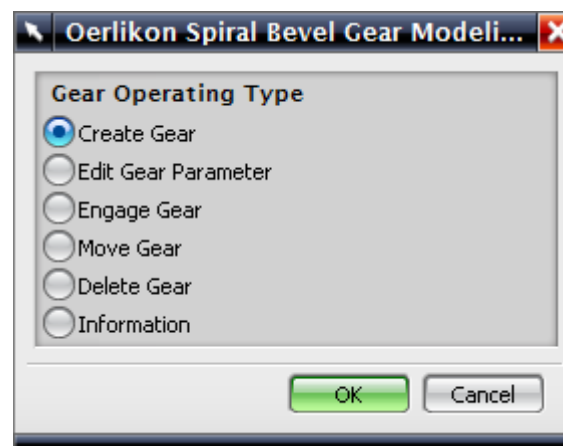 Oerlikon Spiral Bevel Gear Modeli...
Gear Operating Type
Create Gear
Edit Gear Parameter
Engage Gear
Move Gear
Delete Gear
Information
OK Cancel